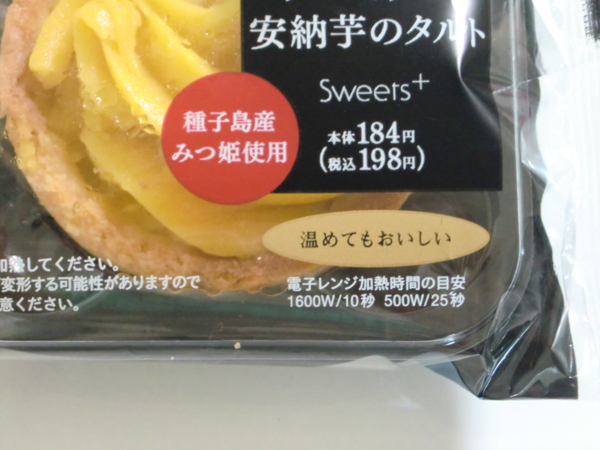 安納芋のタルト
Sweets+
種子島産
みつ姫使用
本体184円
(税込198円)
温めてもおいしい
加熱してください。
変形する可能性がありますので
意ください。
電子レンジ加熱時間の目安
1600W/10秒 500W/25秒